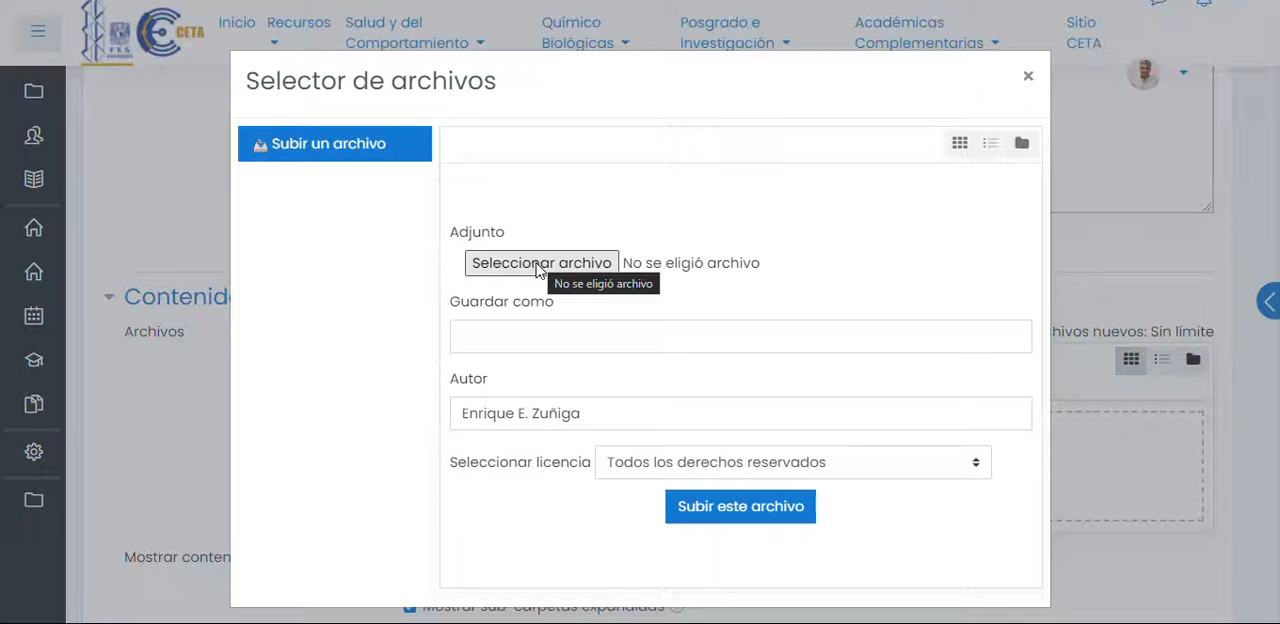 CETA
Inicio
Recursos
Salud y del
Comportamiento
Químico
Biológicas
Posgrado e
Investigación
Académicas
Complementarias
Sitio
CETA
Selector de archivos
×
Subir un archivo
Adjunto
Seleccionar archivo No se eligió archivo
No se eligió archivo
Guardar como
Autor
Enrique E. Zuñiga
Seleccionar licencia Todos los derechos reservados
Subir este archivo
Contenid
Archivos
chivos nuevos: Sin límite
Mostrar conten
Mostrar sub-carpetas expandidas